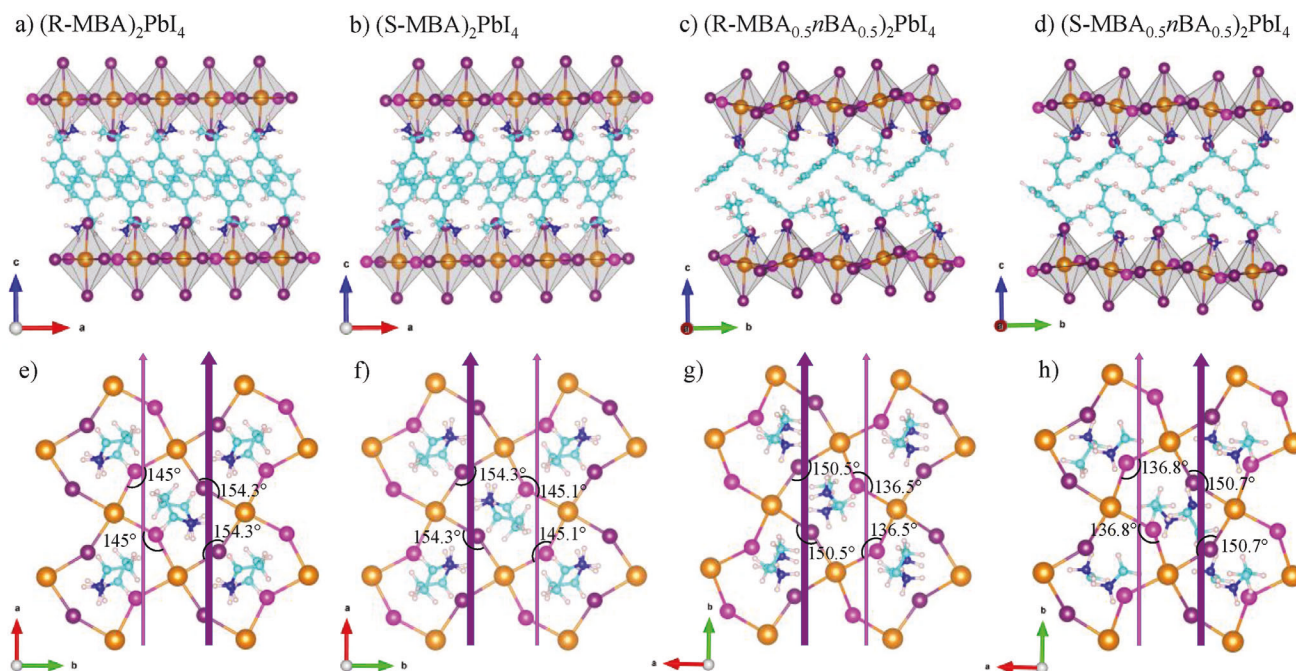 a) (R-MBA)₂PbI₄
b) (S-MBA)₂PbI₄
c) (R-MBA₀.₅nBA₀.₅)₂PbI₄
d) (S-MBA₀.₅nBA₀.₅)₂PbI₄
c
a
c
a
c
a
b
c
a
b
e)
f)
g)
h)
145°
154.3°
145°
154.3°
154.3°
145.1°
154.3°
145.1°
150.5°
136.5°
150.5°
136.5°
136.8°
150.7°
136.8°
150.7°
a
b
a
b
b
a
b
a